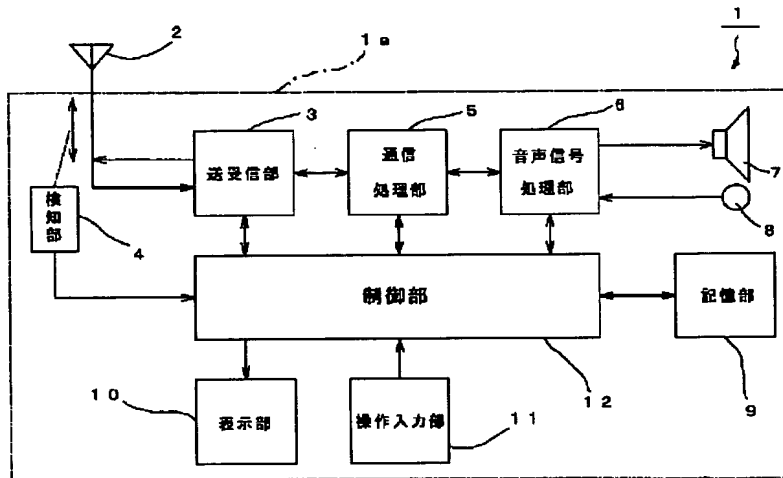 1
2
1a
3
5
6
送受信部
通信
処理部
音声信号
処理部
7
8
検知部
4
制御部
記憶部
9
10
表示部
操作入力部
11
12